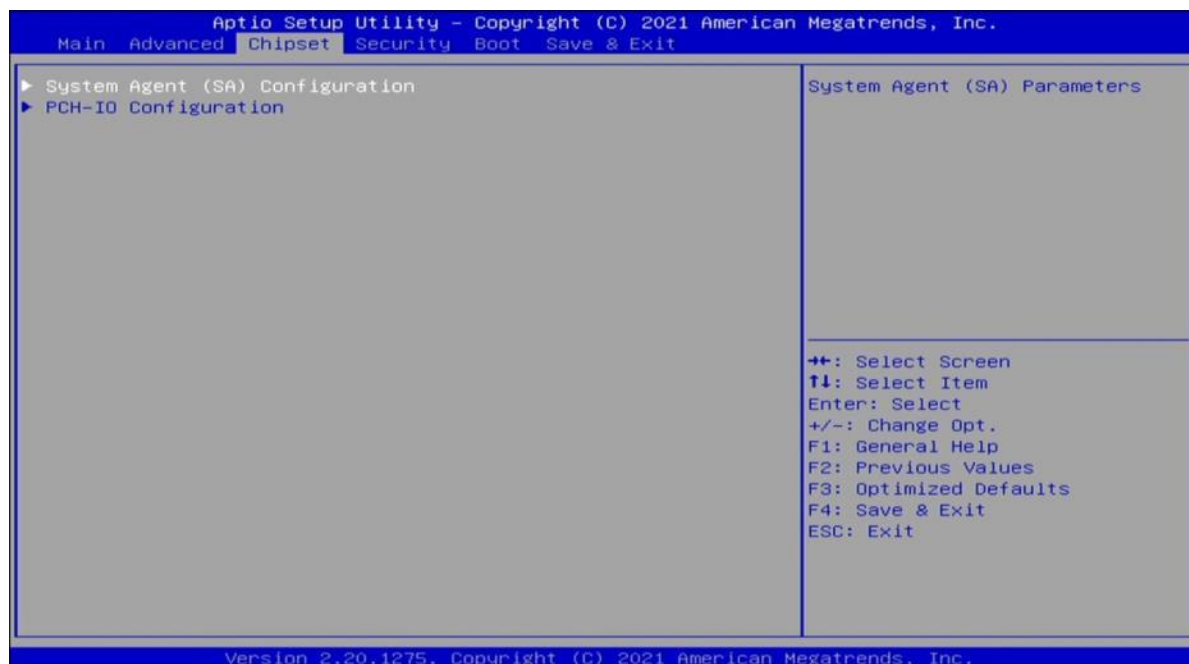 Aptio Setup Utility – Copyright (C) 2021 American Megatrends, Inc.
Main Advanced Chipset Security Boot Save & Exit
▶ System Agent (SA) Configuration
▶ PCH-IO Configuration
System Agent (SA) Parameters
→←: Select Screen
↑↓: Select Item
Enter: Select
+/-: Change Opt.
F1: General Help
F2: Previous Values
F3: Optimized Defaults
F4: Save & Exit
ESC: Exit
Version 2.20.1275. Copyright (C) 2021 American Megatrends, Inc.